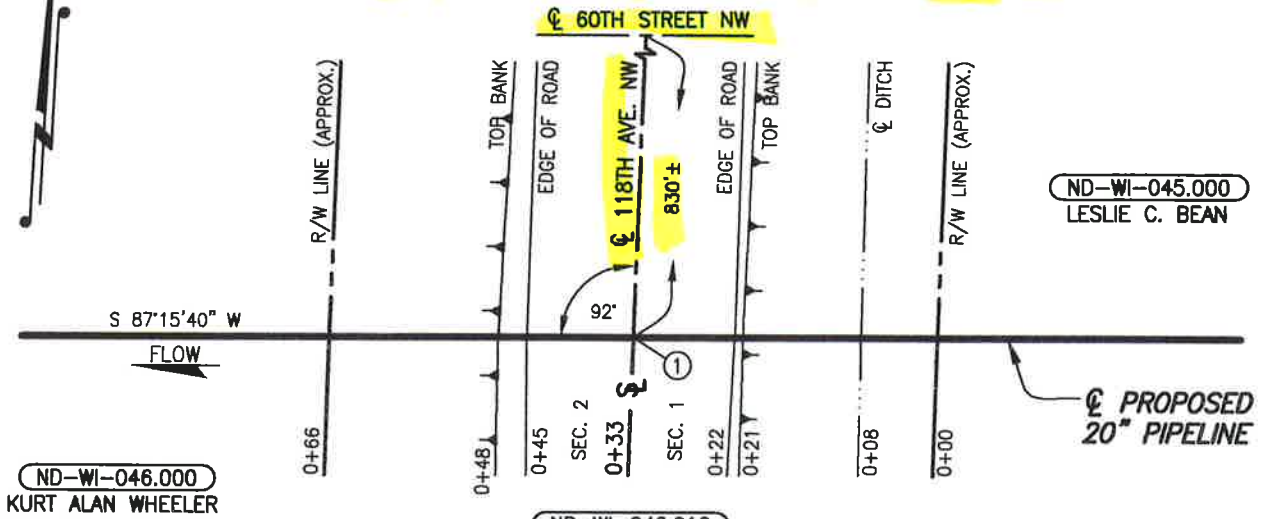 ℄ 60TH STREET NW
R/W LINE (APPROX.)
TOP BANK
EDGE OF ROAD
℄ 118TH AVE. NW
830'±
EDGE OF ROAD
TOP BANK
℄ DITCH
R/W LINE (APPROX.)
ND-WI-045.000
LESLIE C. BEAN
S 87°15'40" W
92°
FLOW
1
℄ PROPOSED
20" PIPELINE
0+66
0+48
0+45
SEC. 2
0+33
SEC. 1
0+22
0+21
0+08
0+00
ND-WI-046.000
KURT ALAN WHEELER